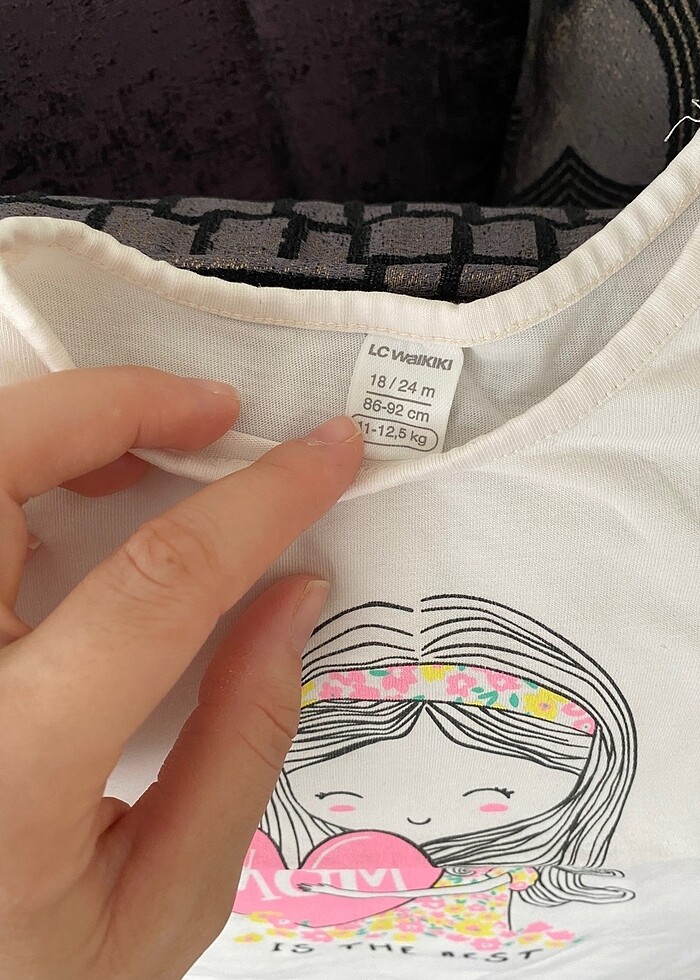 LC WAIKIKI
18 / 24 m
86-92 cm
11-12,5 kg
IS THE BEST